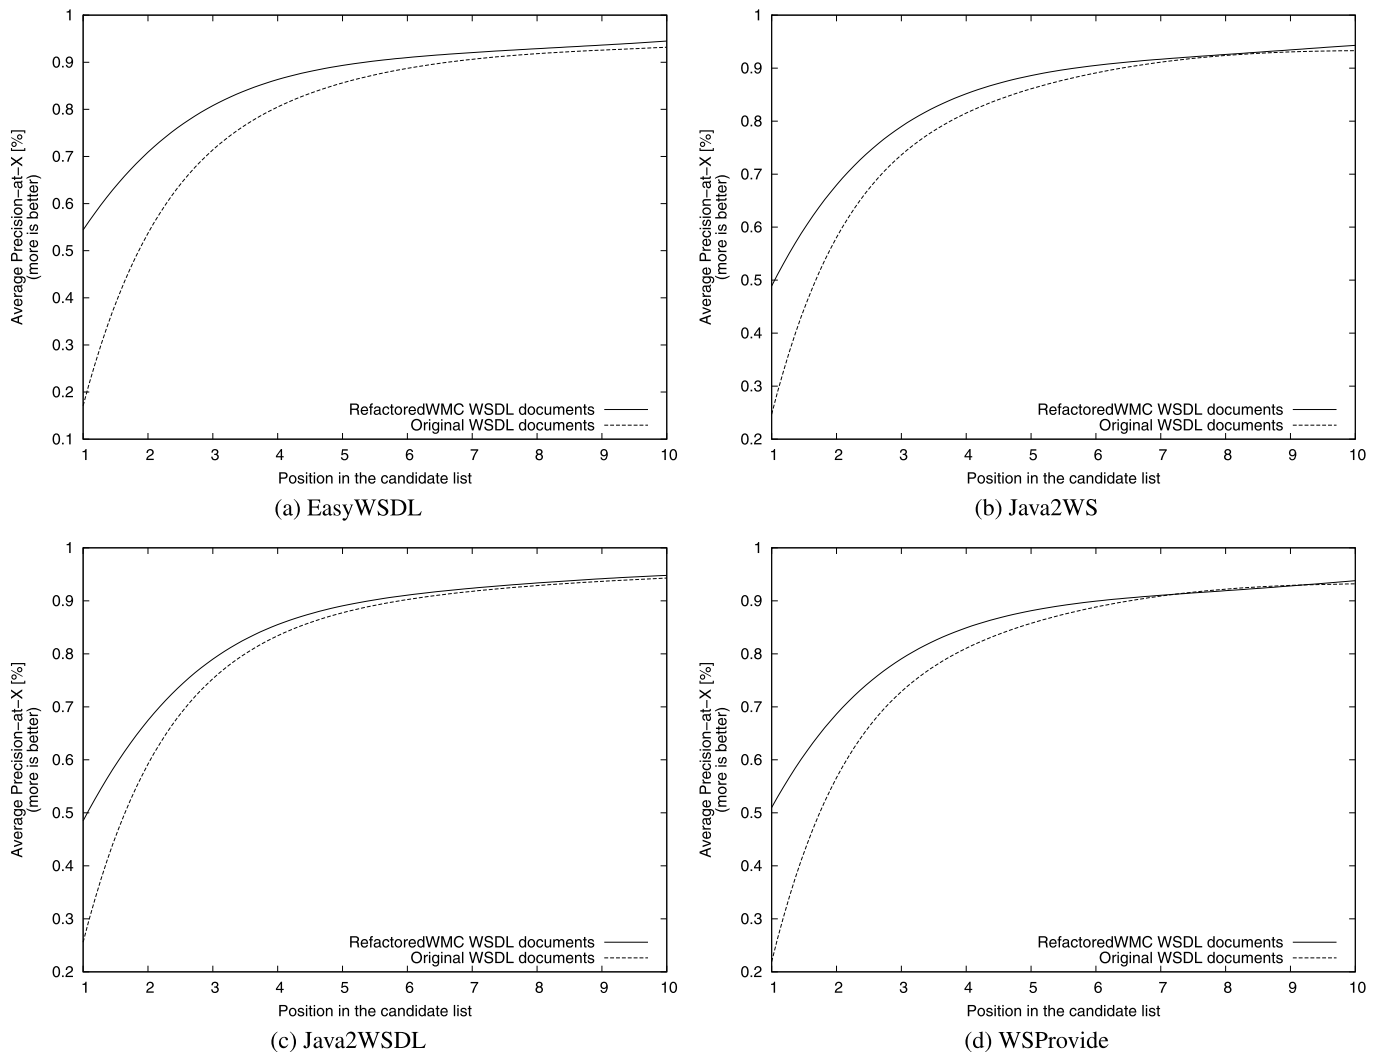 1
0.9
0.8
0.7
0.6
0.5
0.4
0.3
0.2
0.1
Average Precision−at−X [%]
(more is better)
RefactoredWMC WSDL documents
Original WSDL documents
1 2 3 4 5 6 7 8 9 10
Position in the candidate list
(a) EasyWSDL
1
0.9
0.8
0.7
0.6
0.5
0.4
0.3
0.2
Average Precision−at−X [%]
(more is better)
RefactoredWMC WSDL documents
Original WSDL documents
1 2 3 4 5 6 7 8 9 10
Position in the candidate list
(b) Java2WS
1
0.9
0.8
0.7
0.6
0.5
0.4
0.3
0.2
Average Precision−at−X [%]
(more is better)
RefactoredWMC WSDL documents
Original WSDL documents
1 2 3 4 5 6 7 8 9 10
Position in the candidate list
(c) Java2WSDL
1
0.9
0.8
0.7
0.6
0.5
0.4
0.3
0.2
Average Precision−at−X [%]
(more is better)
RefactoredWMC WSDL documents
Original WSDL documents
1 2 3 4 5 6 7 8 9 10
Position in the candidate list
(d) WSProvide